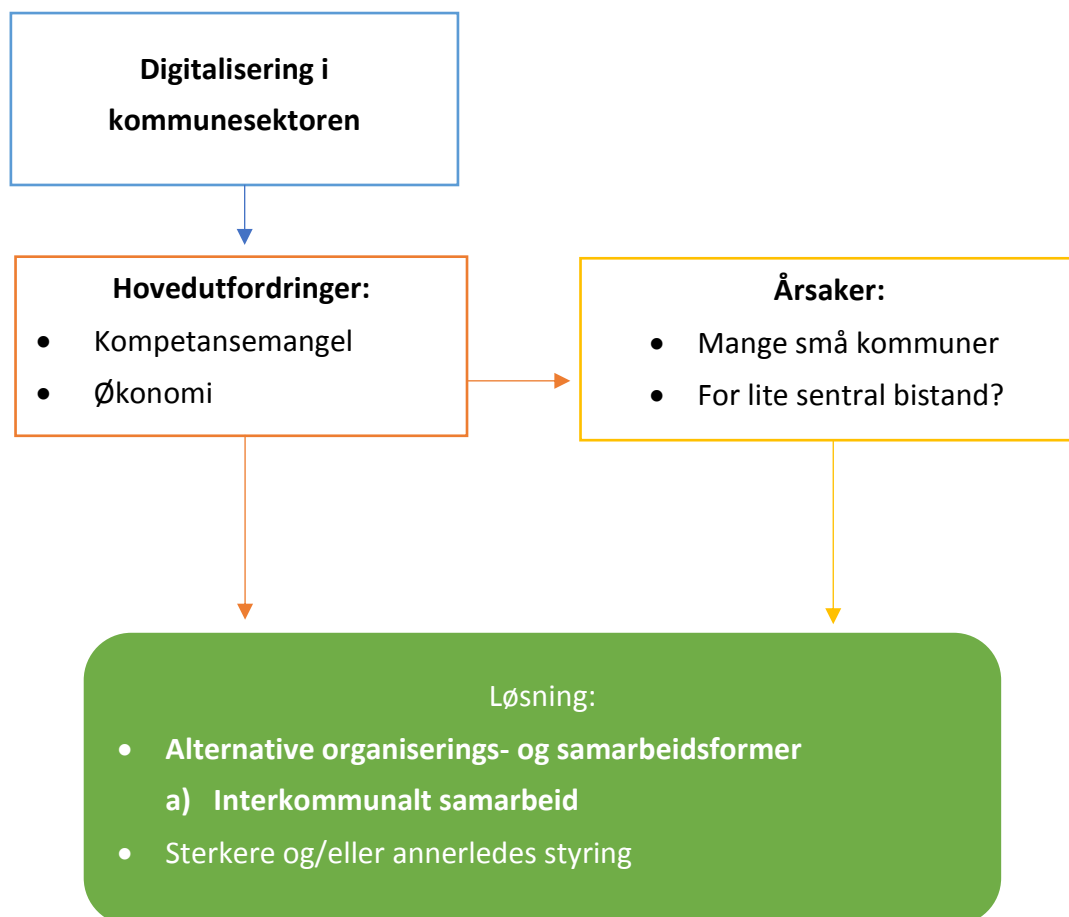 Digitalisering i
kommunesektoren
Hovedutfordringer:
• Kompetansemangel
• Økonomi
Årsaker:
• Mange små kommuner
• For lite sentral bistand?
Løsning:
• Alternative organiserings- og samarbeidsformer
a) Interkommunalt samarbeid
• Sterkere og/eller annerledes styring